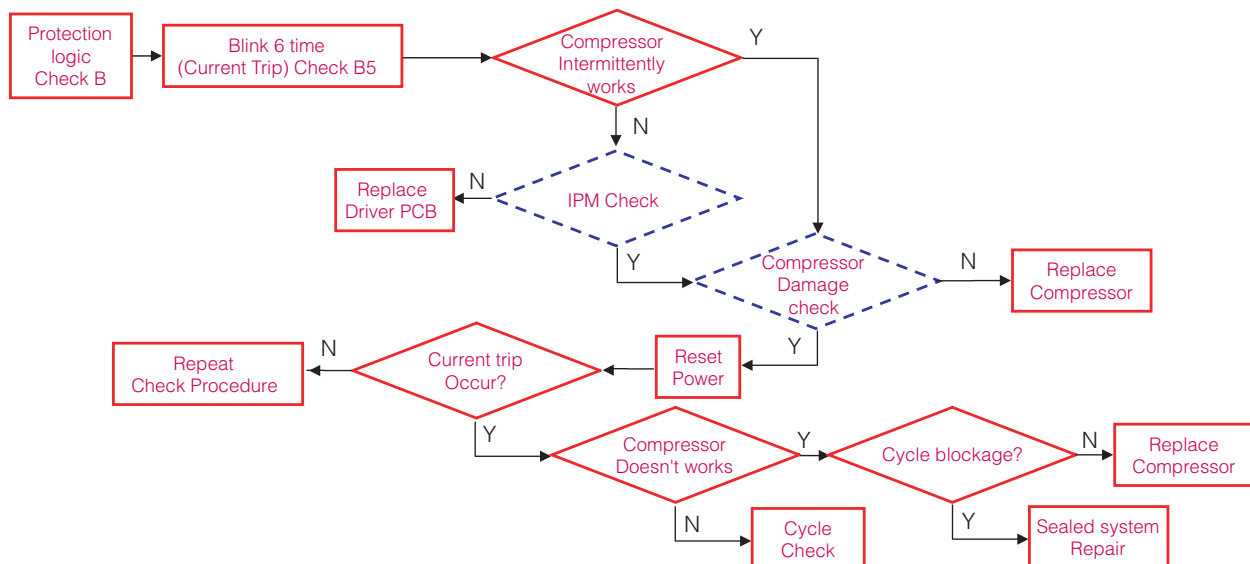 Protection
logic
Check B
Blink 6 time
(Current Trip) Check B5
Compressor
Intermittently
works
Y
N
Replace
Driver PCB
N
IPM Check
Y
Compressor
Damage
check
N
Replace
Compressor
Y
Reset
Power
Current trip
Occur?
N
Repeat
Check Procedure
Y
Compressor
Doesn't works
Y
Cycle blockage?
N
Replace
Compressor
N
Cycle
Check
Y
Sealed system
Repair